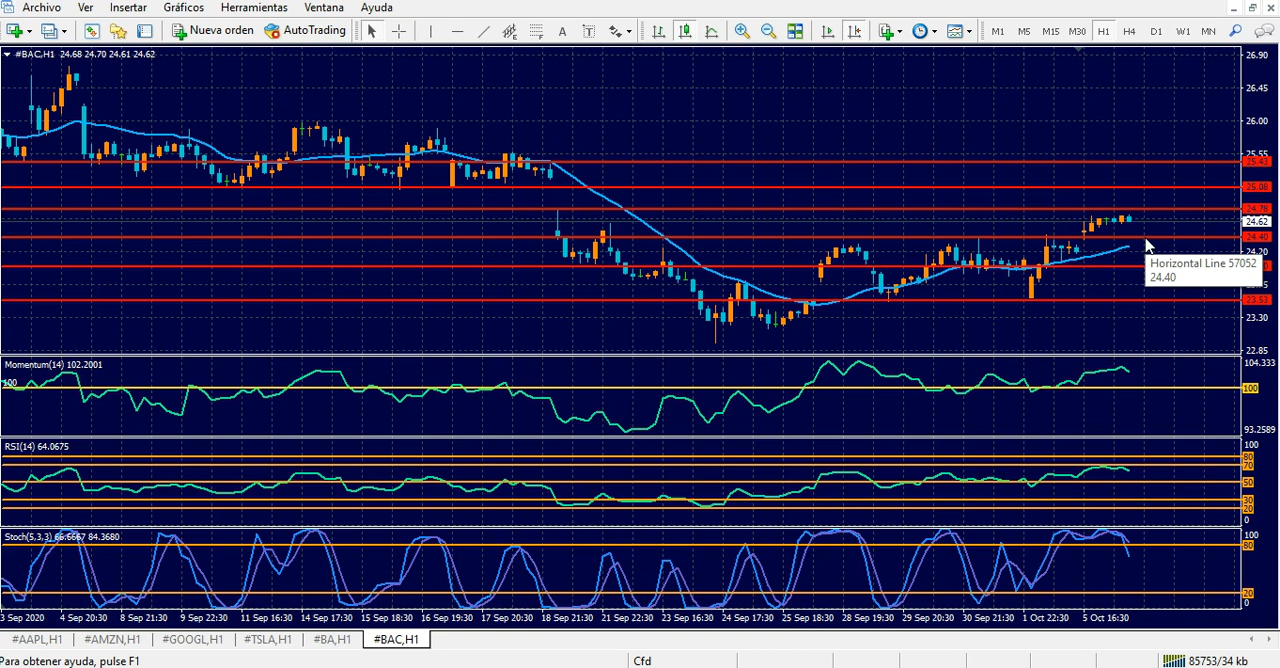 Archivo Ver Insertar Gráficos Herramientas Ventana Ayuda
Nueva orden AutoTrading A T M1 M5 M15 M30 H1 H4 D1 W1 MN
#BAC,H1 24.68 24.70 24.61 24.62
26.90
26.45
26.00
25.55
25.43
25.08
24.78
24.62
24.40
24.20
Horizontal Line 57052
24.40
23.53
23.30
22.85
Momentum(14) 102.2001
104.333
100
100
93.2589
RSI(14) 64.0675
100
80
70
50
30
20
0
Stoch(5,3,3) 66.6667 84.3680
100
80
20
0
3 Sep 2020 4 Sep 20:30 8 Sep 21:30 9 Sep 22:30 11 Sep 16:30 14 Sep 17:30 15 Sep 18:30 16 Sep 19:30 17 Sep 20:30 18 Sep 21:30 21 Sep 22:30 23 Sep 16:30 24 Sep 17:30 25 Sep 18:30 28 Sep 19:30 29 Sep 20:30 30 Sep 21:30 1 Oct 22:30 5 Oct 16:30
#AAPL,H1 #AMZN,H1 #GOOGL,H1 #TSLA,H1 #BA,H1 #BAC,H1
Para obtener ayuda, pulse F1 Cfd 85753/34 kb